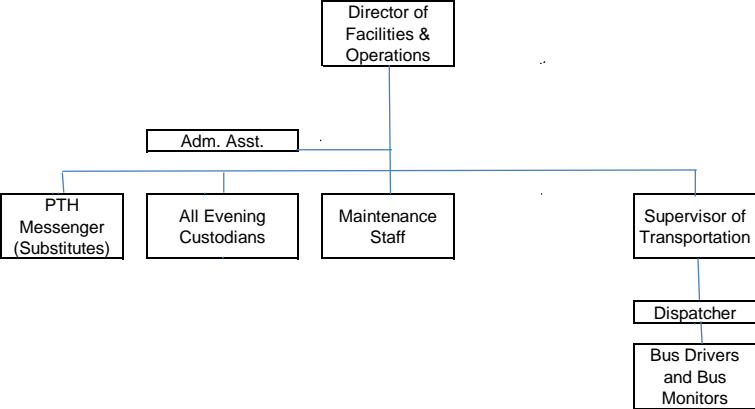 Director of
Facilities &
Operations
Adm. Asst.
PTH
Messenger
(Substitutes)
All Evening
Custodians
Maintenance
Staff
Supervisor of
Transportation
Dispatcher
Bus Drivers
and Bus
Monitors